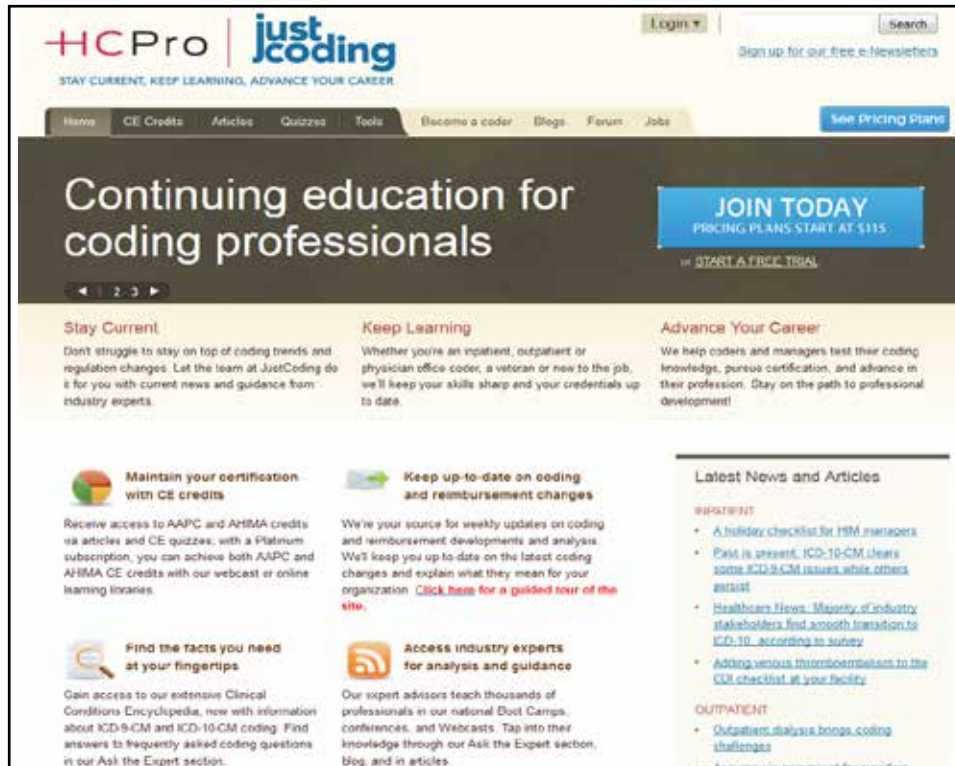 HCPro
just
coding
STAY CURRENT, KEEP LEARNING, ADVANCE YOUR CAREER
Login ▾
Search
Sign up for our free e-Newsletters
Home CE Credits Articles Quizzes Tools Become a coder Blogs Forum Jobs
See Pricing Plans
Continuing education for
coding professionals
JOIN TODAY
PRICING PLANS START AT $115
or START A FREE TRIAL
◄ 1 2 3 ►
Stay Current
Don't struggle to stay on top of coding trends and
regulation changes. Let the team at JustCoding do
it for you with current news and guidance from
industry experts.
Keep Learning
Whether you're an inpatient, outpatient or
physician office coder, a veteran or new to the job,
we'll keep your skills sharp and your credentials up
to date.
Advance Your Career
We help coders and managers test their coding
knowledge, pursue certification, and advance in
their profession. Stay on the path to professional
development!
Maintain your certification
with CE credits
Receive access to AAPC and AHIMA credits
via articles and CE quizzes; with a Platinum
subscription, you can achieve both AAPC and
AHIMA CE credits with our webcast or online
learning libraries.
Keep up-to-date on coding
and reimbursement changes
We're your source for weekly updates on coding
and reimbursement developments and analysis.
We'll keep you up-to-date on the latest coding
changes and explain what they mean for your
organization. Click here for a guided tour of the
site.
Find the facts you need
at your fingertips
Gain access to our extensive Clinical
Conditions Encyclopedia, now with information
about ICD-9-CM and ICD-10-CM coding. Find
answers to frequently asked coding questions
in our Ask the Expert section.
Access industry experts
for analysis and guidance
Our expert advisors teach thousands of
professionals in our national Boot Camps,
conferences, and Webcasts. Tap into their
knowledge through our Ask the Expert section,
blog, and in articles.
Latest News and Articles
INPATIENT
• A holiday checklist for HIM managers
• Past is present: ICD-10-CM clears
some ICD-9-CM issues while others
persist
• Healthcare News: Majority of industry
stakeholders find smooth transition to
ICD-10, according to survey
• Adding venous thromboembolism to the
CDI checklist at your facility
OUTPATIENT
• Outpatient dialysis brings coding
challenges